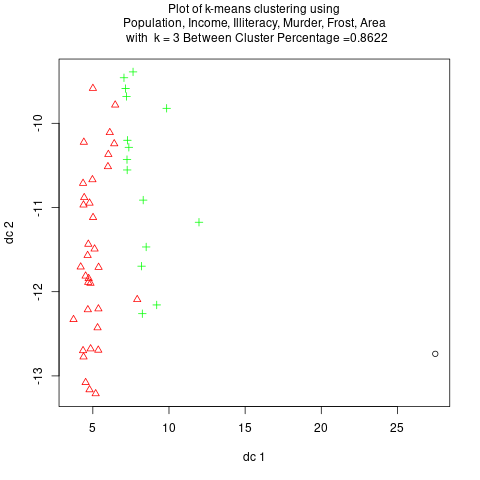 Plot of k-means clustering using
Population, Income, Illiteracy, Murder, Frost, Area
with k = 3 Between Cluster Percentage =0.8622
-10
-11
-12
-13
dc 2
5
10
15
20
25
dc 1